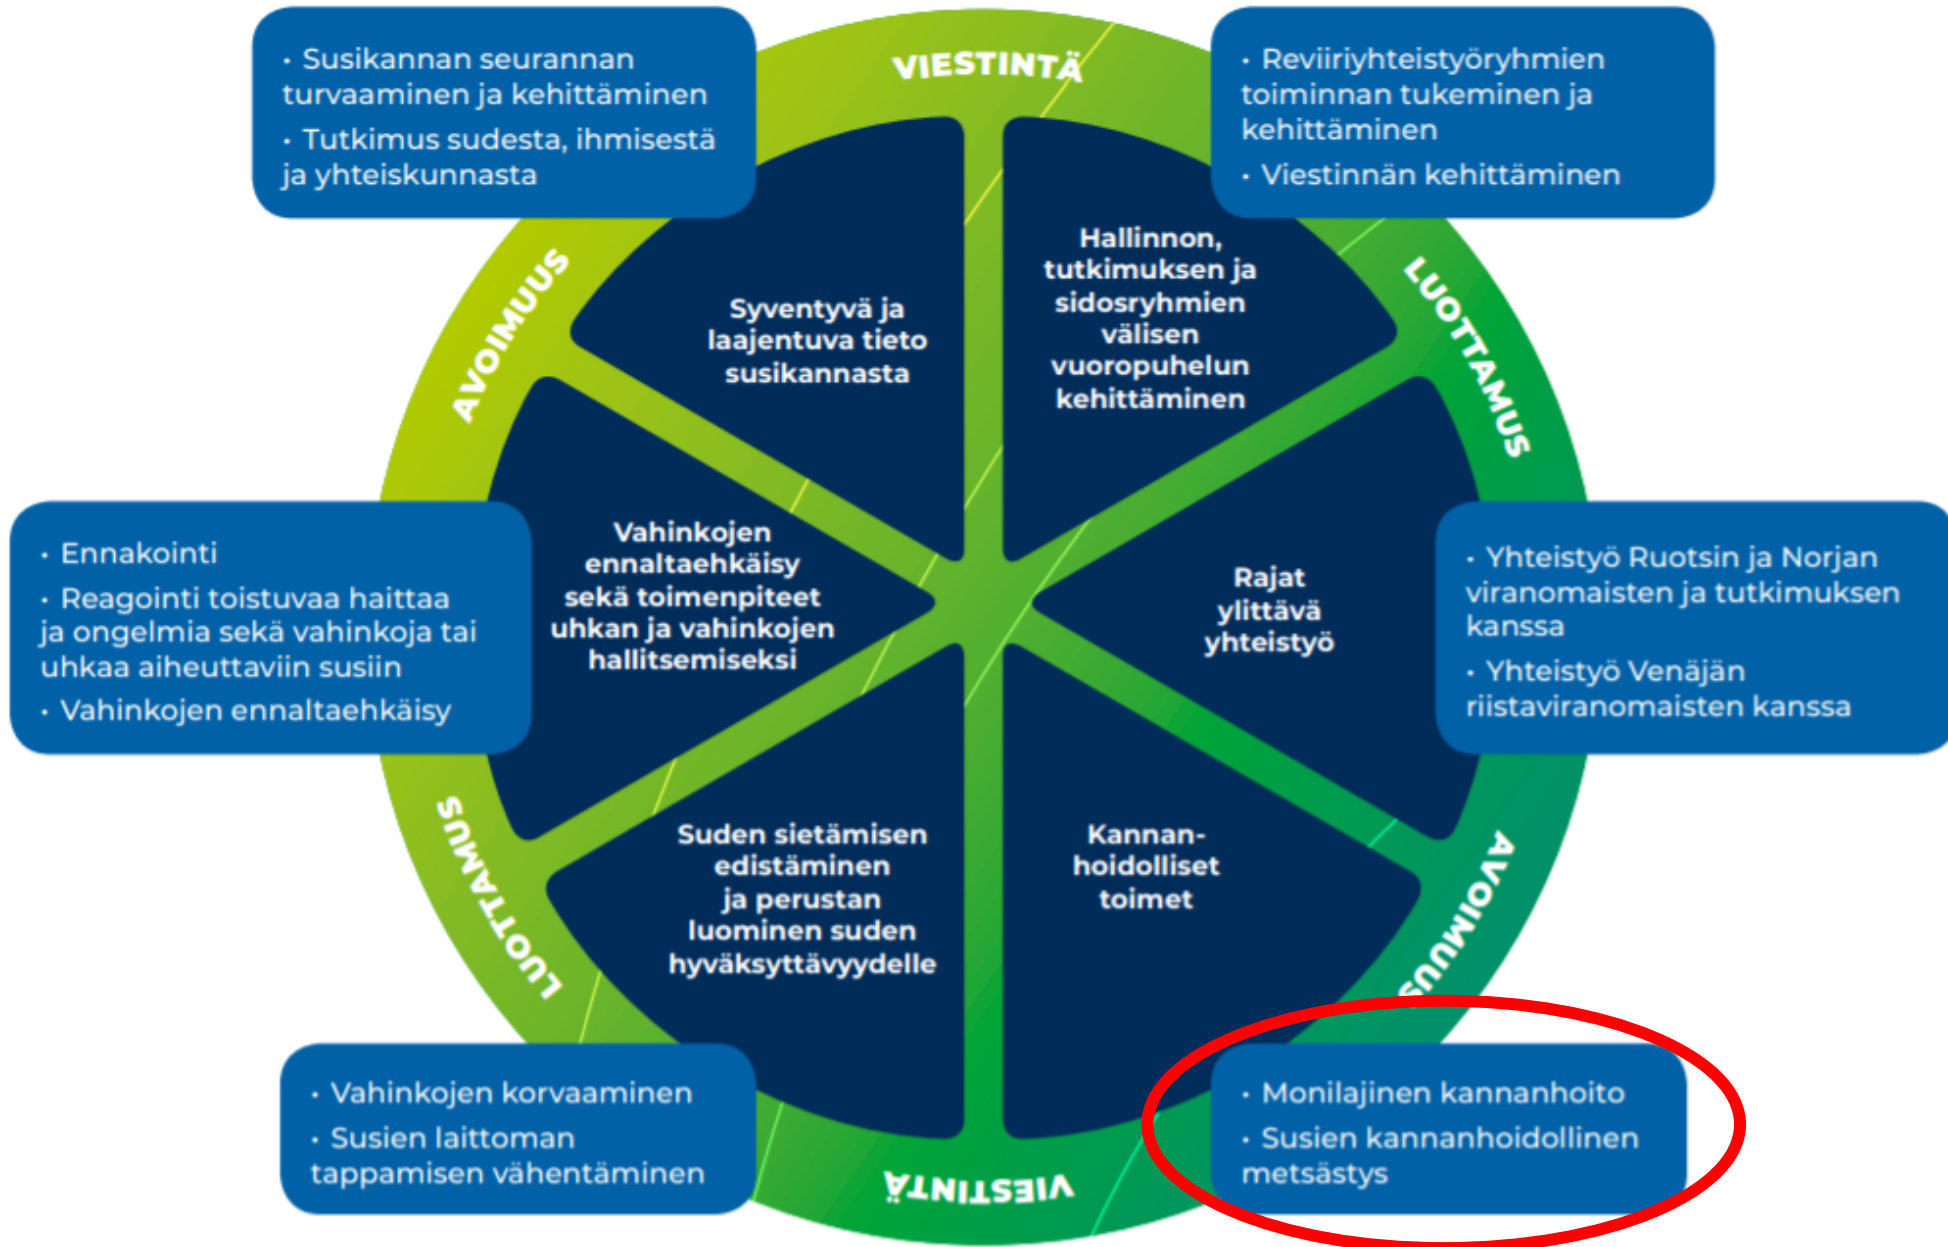 VIESTINTÄ
• Susikannan seurannan
turvaaminen ja kehittäminen
• Tutkimus sudesta, ihmisestä
ja yhteiskunnasta
• Reviiriyhteistyöryhmien
toiminnan tukeminen ja
kehittäminen
• Viestinnän kehittäminen
AVOIMUUS
LUOTTAMUS
Syventyvä ja
laajentuva tieto
susikannasta
Hallinnon,
tutkimuksen ja
sidosryhmien
välisen
vuoropuhelun
kehittäminen
• Ennakointi
• Reagointi toistuvaa haittaa
ja ongelmia sekä vahinkoja tai
uhkaa aiheuttaviin susiin
• Vahinkojen ennaltaehkäisy
Vahinkojen
ennaltaehkäisy
sekä toimenpiteet
uhkan ja vahinkojen
hallitsemiseksi
Rajat
ylittävä
yhteistyö
• Yhteistyö Ruotsin ja Norjan
viranomaisten ja tutkimuksen
kanssa
• Yhteistyö Venäjän
riistaviranomaisten kanssa
LUOTTAMUS
Suden sietämisen
edistäminen
ja perustan
luominen suden
hyväksyttävyydelle
Kannan-
hoidolliset
toimet
AVOIMUUS
• Vahinkojen korvaaminen
• Susien laittoman
tappamisen vähentäminen
• Monilajinen kannanhoito
• Susien kannanhoidollinen
metsästys
VIESTINTÄ